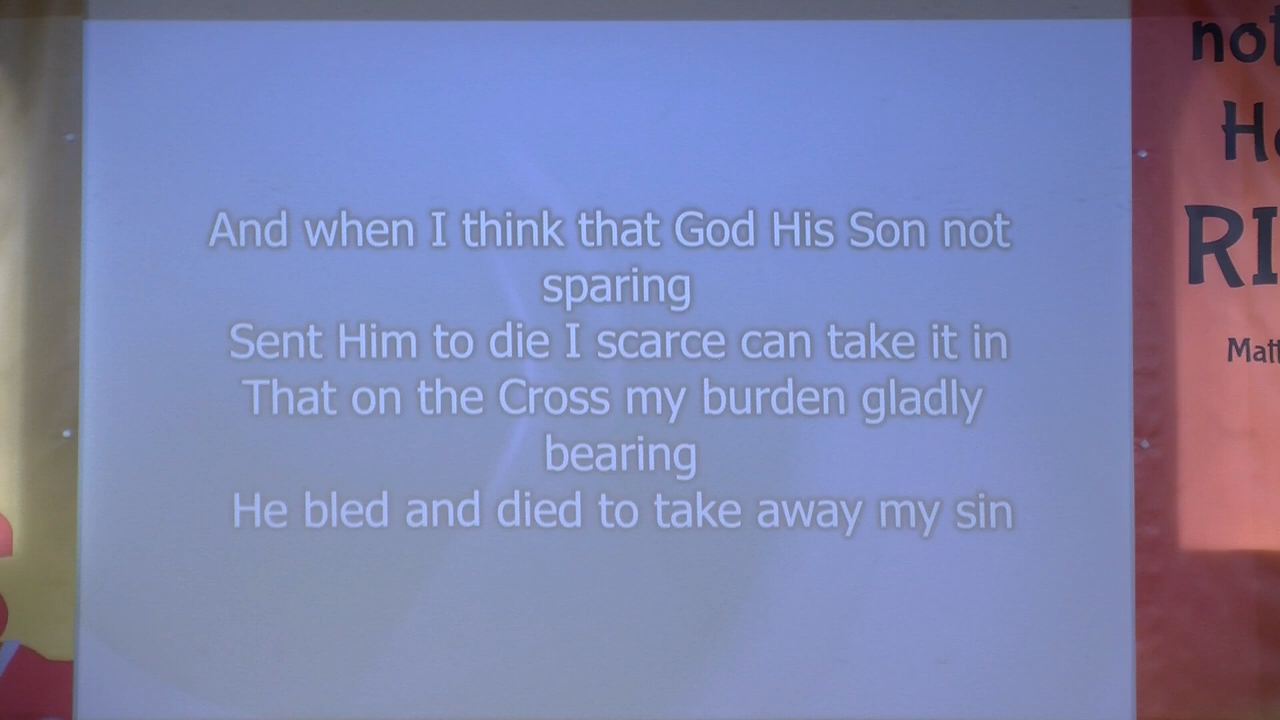 And when I think that God His Son not
sparing
Sent Him to die I scarce can take it in
That on the Cross my burden gladly
bearing
He bled and died to take away my sin